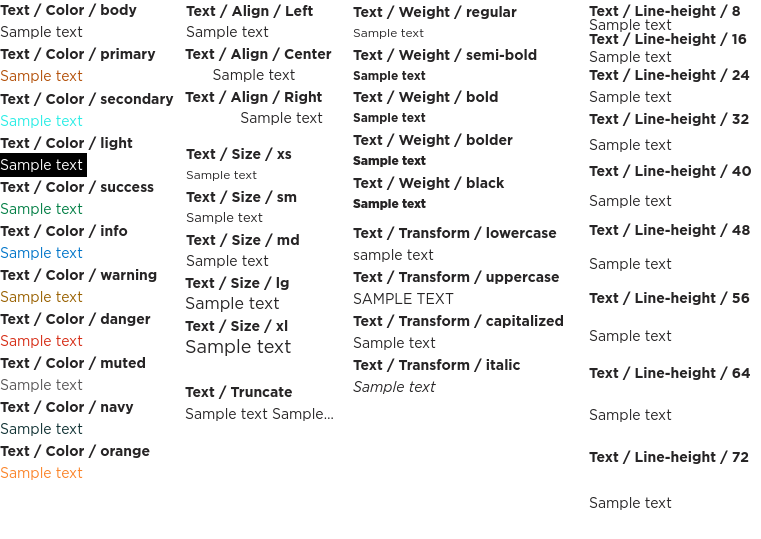 Text / Color / body
Sample text
Text / Color / primary
Sample text
Text / Color / secondary
Sample text
Text / Color / light
Sample text
Text / Color / success
Sample text
Text / Color / info
Sample text
Text / Color / warning
Sample text
Text / Color / danger
Sample text
Text / Color / muted
Sample text
Text / Color / navy
Sample text
Text / Color / orange
Sample text
Text / Align / Left
Sample text
Text / Align / Center
Sample text
Text / Align / Right
Sample text
Text / Size / xs
Sample text
Text / Size / sm
Sample text
Text / Size / md
Sample text
Text / Size / lg
Sample text
Text / Size / xl
Sample text
Text / Truncate
Sample text Sample...
Text / Weight / regular
Sample text
Text / Weight / semi-bold
Sample text
Text / Weight / bold
Sample text
Text / Weight / bolder
Sample text
Text / Weight / black
Sample text
Text / Transform / lowercase
sample text
Text / Transform / uppercase
SAMPLE TEXT
Text / Transform / capitalized
Sample text
Text / Transform / italic
Sample text
Text / Line-height / 8
Sample text
Text / Line-height / 16
Sample text
Text / Line-height / 24
Sample text
Text / Line-height / 32
Sample text
Text / Line-height / 40
Sample text
Text / Line-height / 48
Sample text
Text / Line-height / 56
Sample text
Text / Line-height / 64
Sample text
Text / Line-height / 72
Sample text